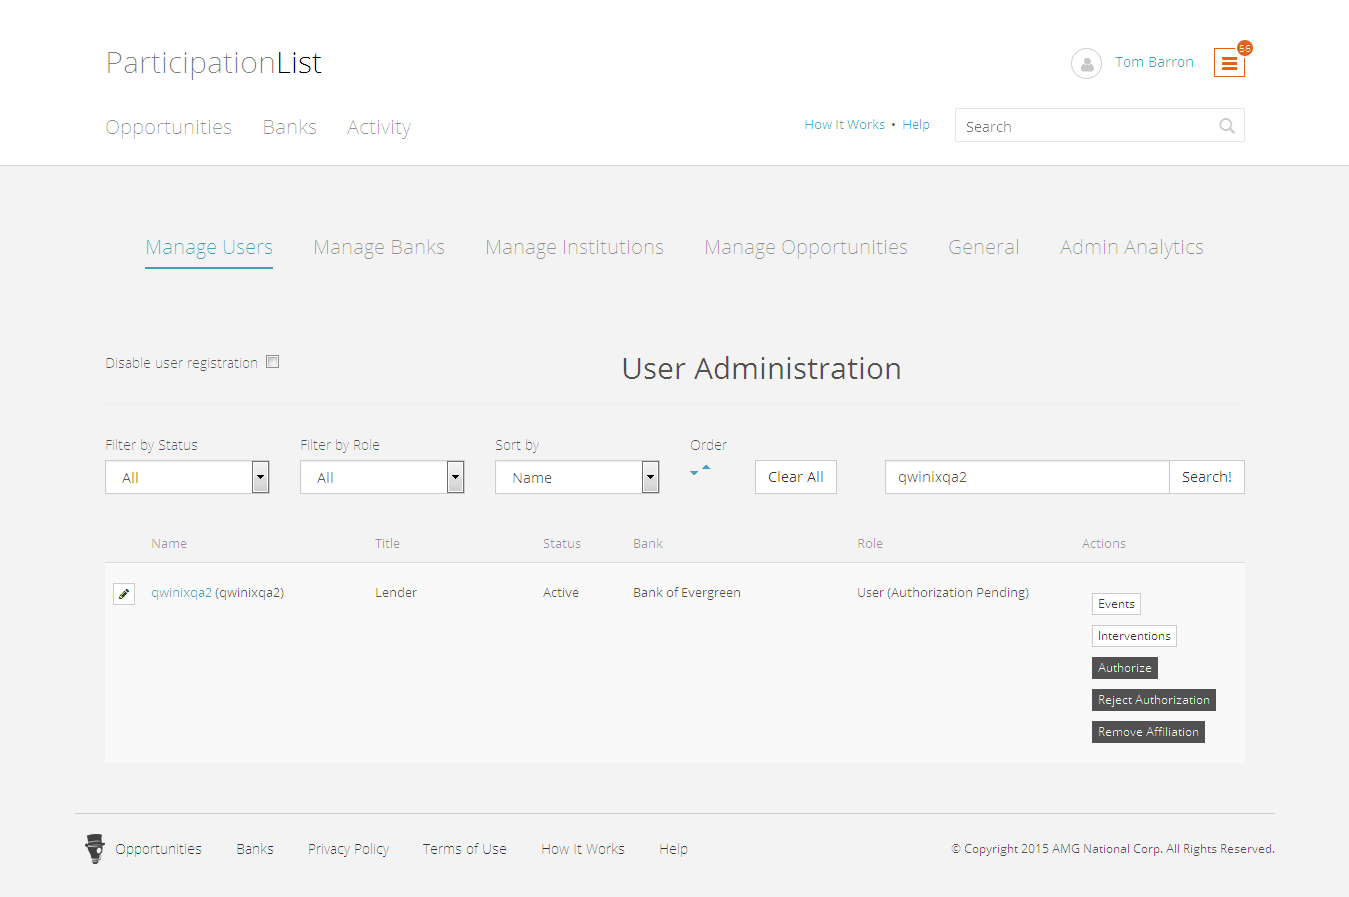 ParticipationList
Tom Barron
56
Opportunities Banks Activity
How It Works • Help
Search
Manage Users Manage Banks Manage Institutions Manage Opportunities General Admin Analytics
Disable user registration
User Administration
Filter by Status Filter by Role Sort by Order
All All Name Clear All qwinixqa2 Search!
Name Title Status Bank Role Actions
qwinixqa2 (qwinixqa2) Lender Active Bank of Evergreen User (Authorization Pending)
Events
Interventions
Authorize
Reject Authorization
Remove Affiliation
Opportunities Banks Privacy Policy Terms of Use How It Works Help © Copyright 2015 AMG National Corp. All Rights Reserved.